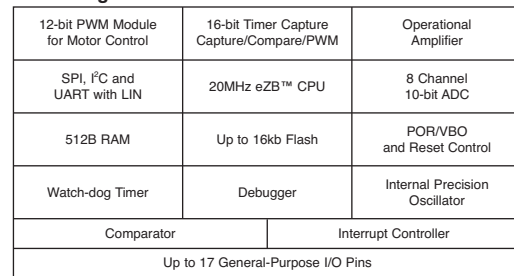 12-bit PWM Module
for Motor Control
16-bit Timer Capture
Capture/Compare/PWM
Operational
Amplifier
SPI, I²C and
UART with LIN
20MHz eZ8™ CPU
8 Channel
10-bit ADC
512B RAM
Up to 16kb Flash
POR/VBO
and Reset Control
Watch-dog Timer
Debugger
Internal Precision
Oscillator
Comparator
Interrupt Controller
Up to 17 General-Purpose I/O Pins